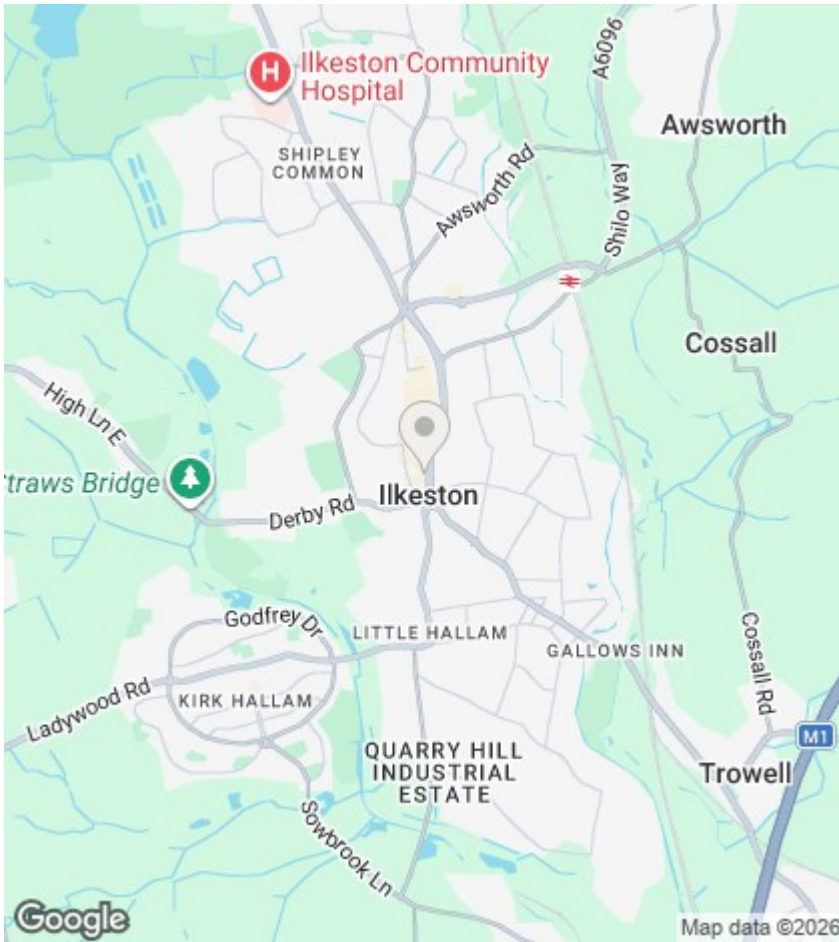 H
Ilkeston Community
Hospital
A6096
Awsworth
SHIPLEY
COMMON
Awsworth Rd
Shilo Way
Cossall
High Ln E
Straws Bridge
Ilkeston
Derby Rd
Godfrey Dr
LITTLE HALLAM
GALLOWS INN
Cossall Rd
Ladywood Rd
KIRK HALLAM
M1
QUARRY HILL
INDUSTRIAL
ESTATE
Trowell
Sowbrook Ln
Google
Map data ©2026